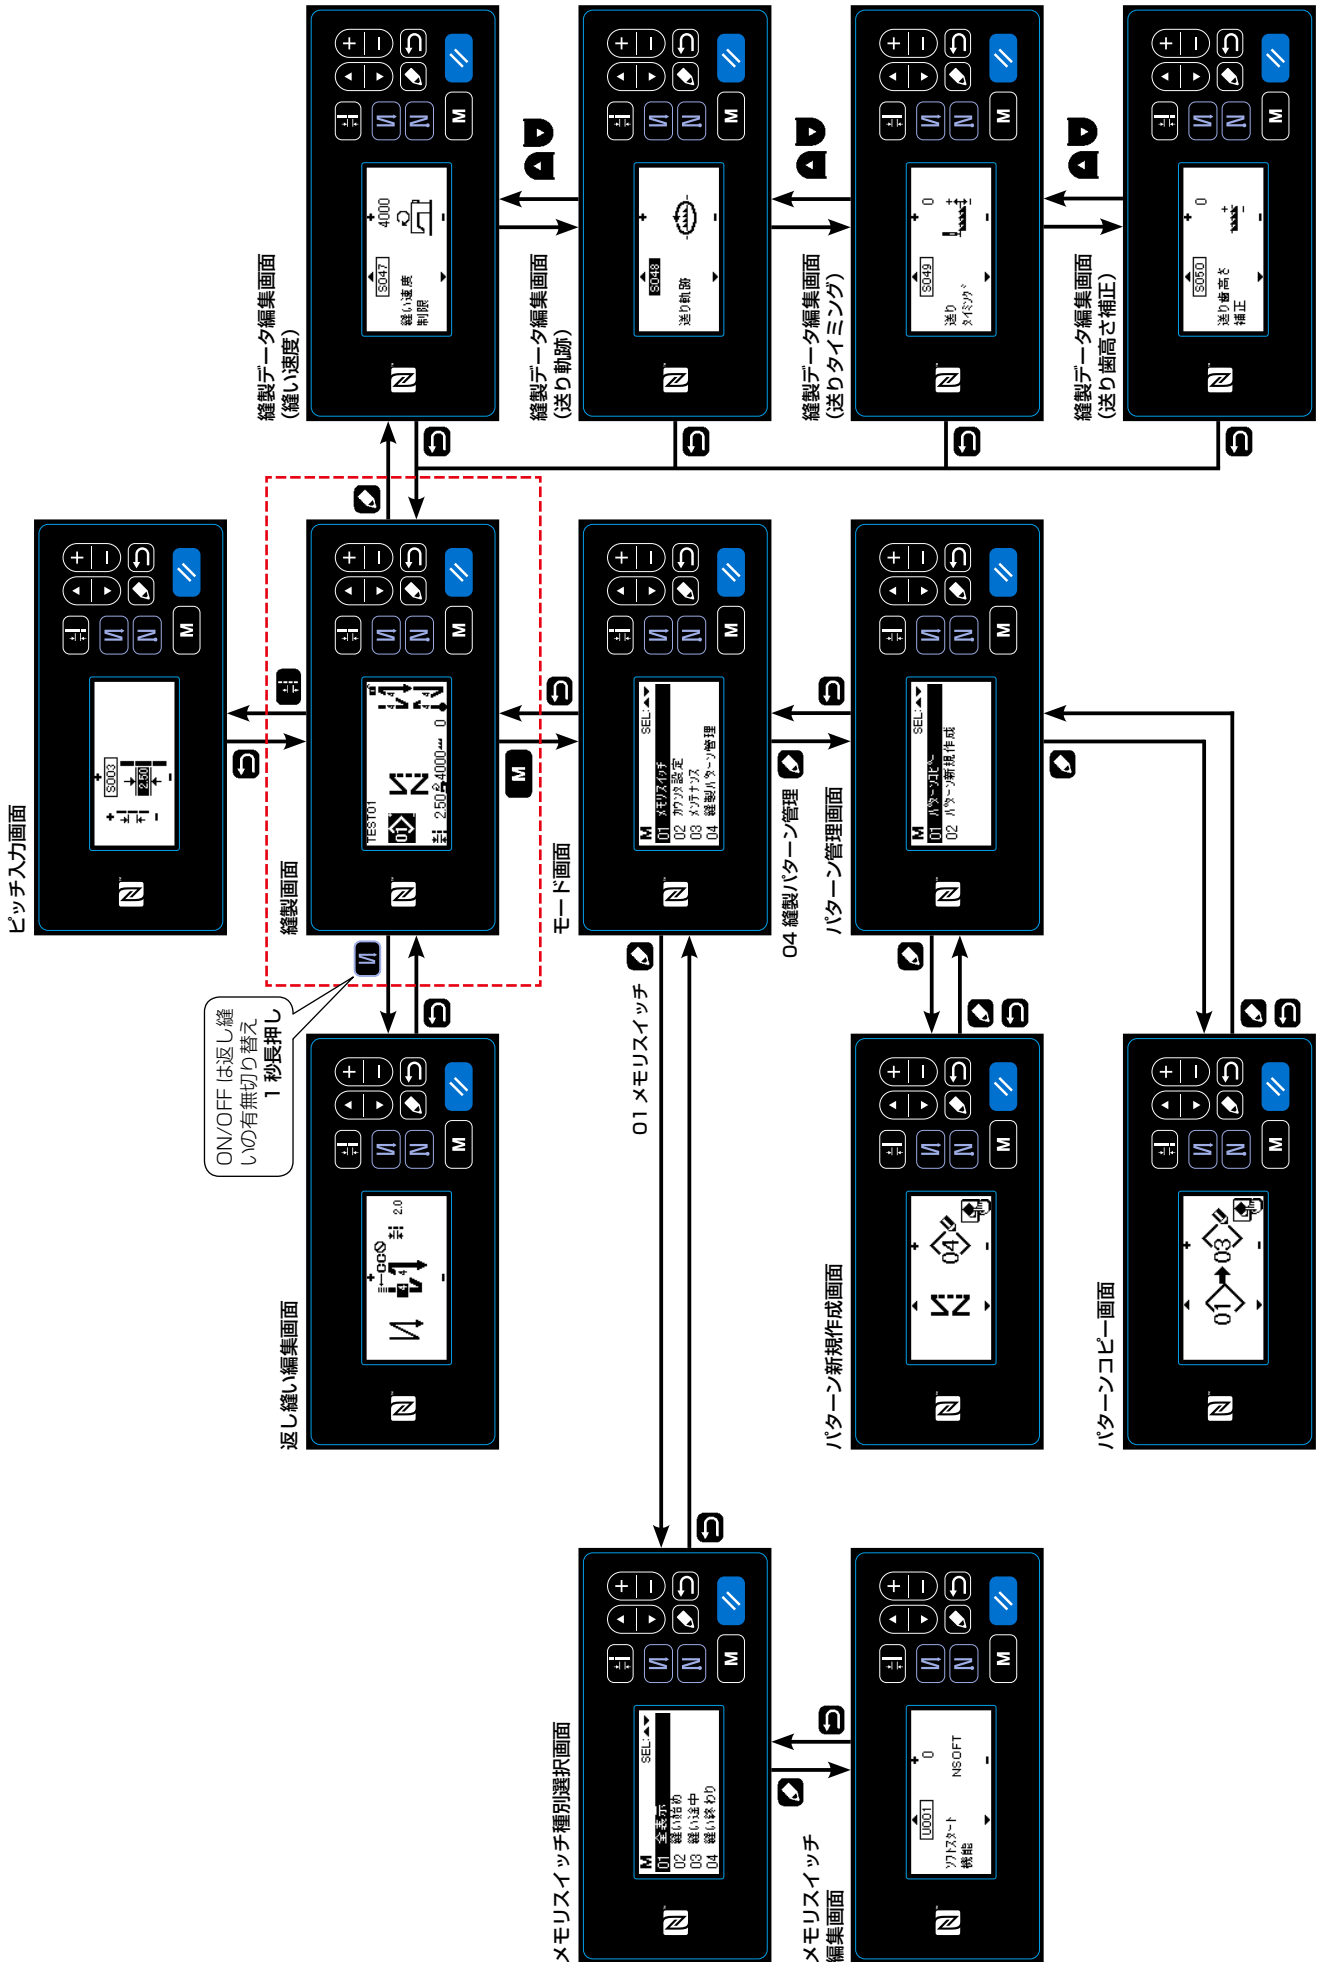 ピッチ入力画面
S003
2.50
M
返し縫い編集画面
4
4
2.0
M
ON/OFF は返し縫
いの有無切り替え
1 秒長押し
縫製画面
TEST01
01
2.50
4000
0
4
4
4
4
M
縫製データ編集画面
(縫い速度)
S047
4000
縫い速度
制限
M
M
メモリスイッチ種別選択画面
M
SEL:▲▼
01 全表示
02 縫い始め
03 縫い途中
04 縫い終わり
M
01 メモリスイッチ
モード画面
M
SEL:▲▼
01 メモリスイッチ
02 カウンタ設定
03 メンテナンス
04 縫製パターン管理
M
縫製データ編集画面
(送り軌跡)
S048
送り軌跡
M
04 縫製パターン管理
メモリスイッチ
編集画面
U001
0
ソフトスタート
機能
NSOFT
M
パターン新規作成画面
04
M
パターン管理画面
M
SEL:▲▼
01 パターンコピー
02 パターン新規作成
M
縫製データ編集画面
(送りタイミング)
S049
0
送り
タイミング
M
パターンコピー画面
01
03
M
縫製データ編集画面
(送り歯高さ補正)
S050
0
送り歯高さ
補正
M